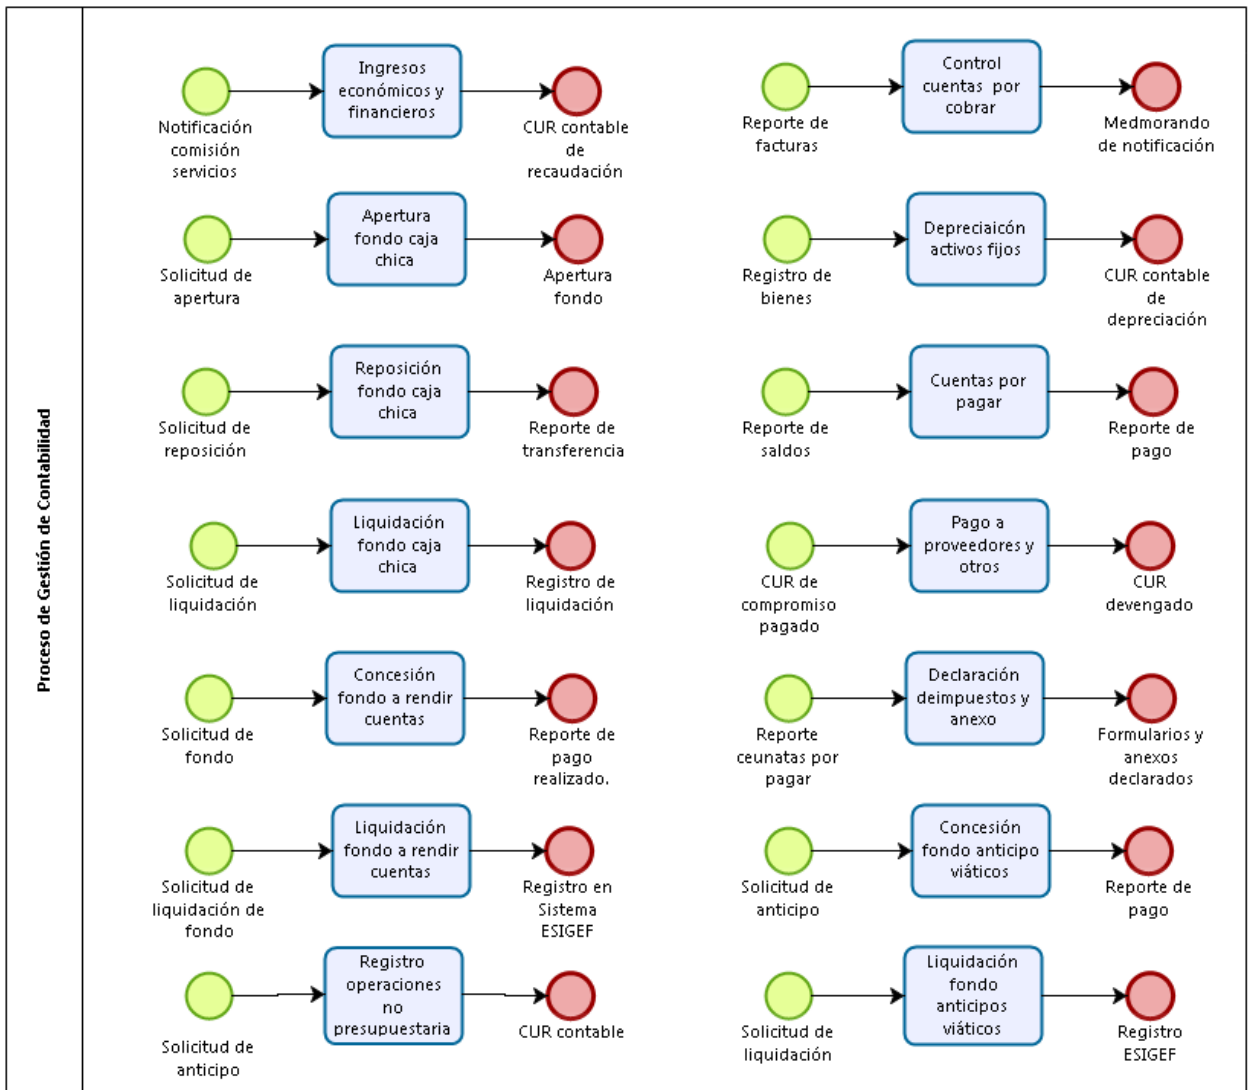 Proceso de Gestión de Contabilidad
Notificación
comisión
servicios
Ingresos
económicos y
financieros
CUR contable
de
recaudación
Reporte de
facturas
Control
cuentas por
cobrar
Medmorando
de notificación
Solicitud de
apertura
Apertura
fondo caja
chica
Apertura
fondo
Registro de
bienes
Depreciaicón
activos fijos
CUR contable
de
depreciación
Solicitud de
reposición
Reposición
fondo caja
chica
Reporte de
transferencia
Reporte de
saldos
Cuentas por
pagar
Reporte de
pago
Solicitud de
liquidación
Liquidación
fondo caja
chica
Registro de
liquidación
CUR de
compromiso
pagado
Pago a
proveedores y
otros
CUR
devengado
Solicitud de
fondo
Concesión
fondo a rendir
cuentas
Reporte de
pago
realizado.
Reporte
ceunatas por
pagar
Declaración
deimpuestos y
anexo
Formularios y
anexos
declarados
Solicitud de
liquidación de
fondo
Liquidación
fondo a rendir
cuentas
Registro en
Sistema
ESIGEF
Solicitud de
anticipo
Concesión
fondo anticipo
viáticos
Reporte de
pago
Solicitud de
anticipo
Registro
operaciones
no
presupuestaria
CUR contable
Solicitud de
liquidación
Liquidación
fondo
anticipos
viáticos
Registro
ESIGEF